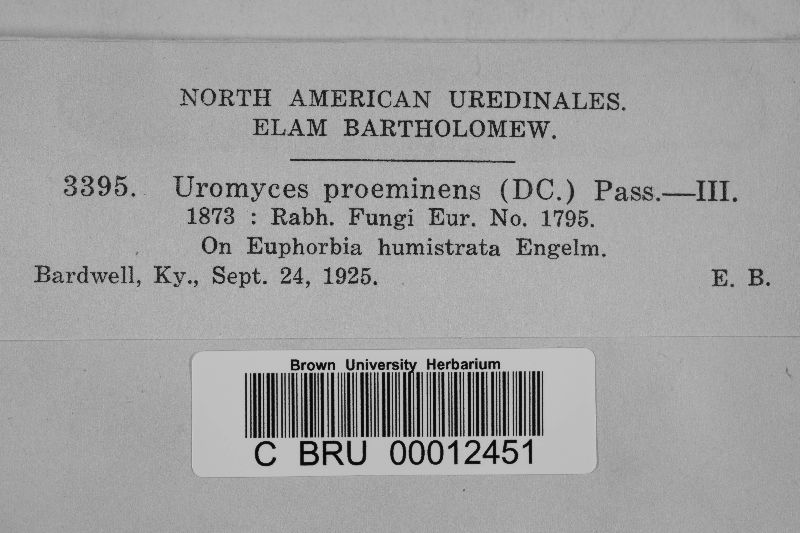 NORTH AMERICAN UREDINALES.
ELAM BARTHOLOMEW.
3395. Uromyces proeminens (DC.) Pass.—III.
1873 : Rabh. Fungi Eur. No. 1795.
On Euphorbia humistrata Engelm.
Bardwell, Ky., Sept. 24, 1925. E. B.
Brown University Herbarium
C BRU 00012451